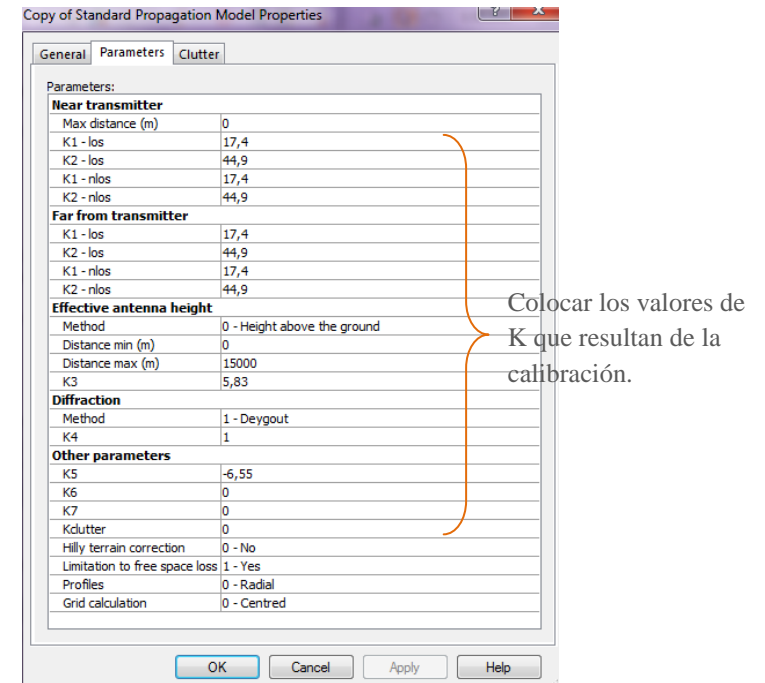 Copy of Standard Propagation Model Properties
General Parameters Clutter
Parameters:
Near transmitter
Max distance (m) 0
K1 - los 17,4
K2 - los 44,9
K1 - nlos 17,4
K2 - nlos 44,9
Far from transmitter
K1 - los 17,4
K2 - los 44,9
K1 - nlos 17,4
K2 - nlos 44,9
Effective antenna height
Method 0 - Height above the ground
Distance min (m) 0
Distance max (m) 15000
K3 5,83
Diffraction
Method 1 - Deygout
K4 1
Other parameters
K5 -6,55
K6 0
K7 0
Kclutter 0
Hilly terrain correction 0 - No
Limitation to free space loss 1 - Yes
Profiles 0 - Radial
Grid calculation 0 - Centred
OK Cancel Apply Help
Colocar los valores de
K que resultan de la
calibración.